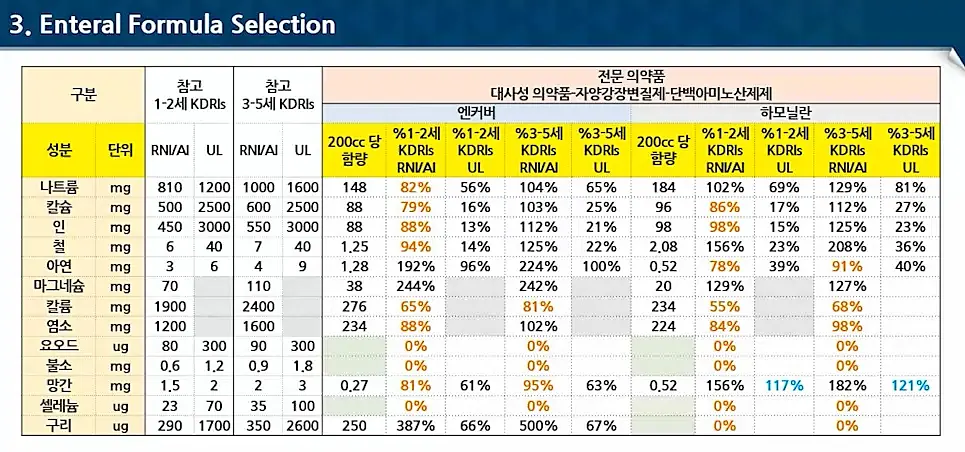 3. Enteral Formula Selection
구분 참고 1-2세 KDRIs 참고 3-5세 KDRIs 전문 의약품
대사성 의약품-자양강장변질제-단백아미노산제제
엔커버 하모닐란
성분 단위 RNI/AI UL RNI/AI UL 200cc 당 함량 %1-2세 KDRIs RNI/AI %1-2세 KDRIs UL %3-5세 KDRIs RNI/AI %3-5세 KDRIs UL 200cc 당 함량 %1-2세 KDRIs RNI/AI %1-2세 KDRIs UL %3-5세 KDRIs RNI/AI %3-5세 KDRIs UL
나트륨 mg 810 1200 1000 1600 148 82% 56% 104% 65% 184 102% 69% 129% 81%
칼슘 mg 500 2500 600 2500 88 79% 16% 103% 25% 96 86% 17% 112% 27%
인 mg 450 3000 550 3000 88 88% 13% 112% 21% 98 98% 15% 125% 23%
철 mg 6 40 7 40 1.25 94% 14% 125% 22% 2.08 156% 23% 208% 36%
아연 mg 3 6 4 9 1.28 192% 96% 224% 100% 0.52 78% 39% 91% 40%
마그네슘 mg 70 110 38 244% 242% 20 129% 127%
칼륨 mg 1900 2400 276 65% 81% 234 55% 68%
염소 mg 1200 1600 234 88% 102% 224 84% 98%
요오드 ug 80 300 90 300 0% 0% 0% 0%
불소 mg 0.6 1.2 0.9 1.8 0% 0% 0% 0%
망간 mg 1.5 2 2 3 0.27 81% 61% 95% 63% 0.52 156% 117% 182% 121%
셀레늄 ug 23 70 35 100 0% 0% 0% 0%
구리 ug 290 1700 350 2600 250 387% 66% 500% 67% 0% 0%